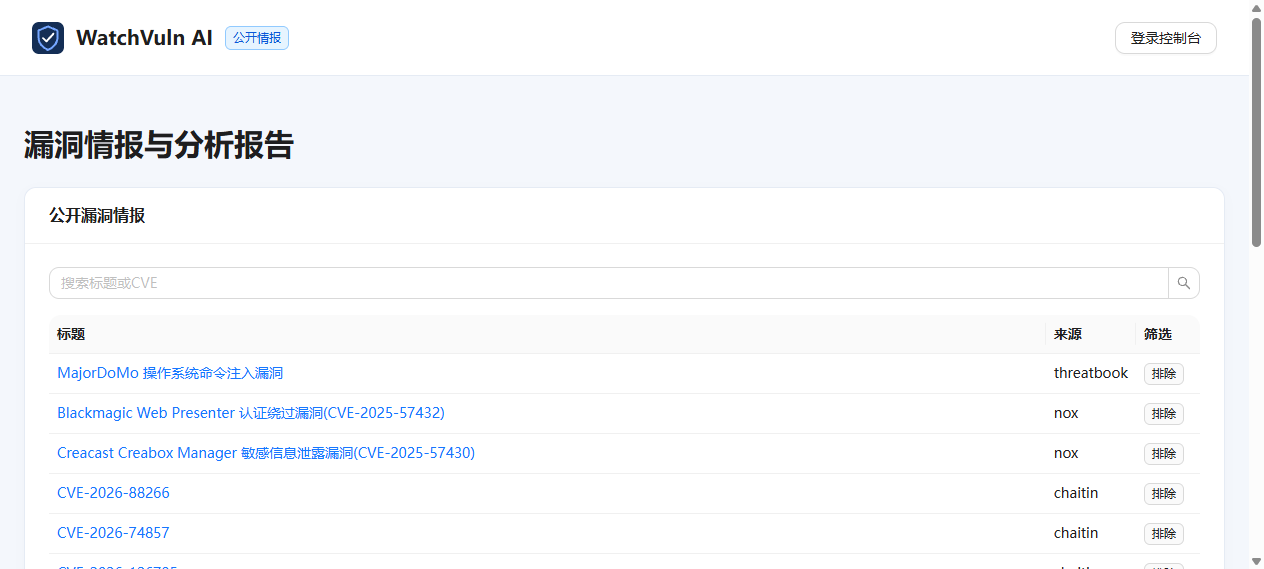 WatchVuln AI 公开情报 登录控制台
漏洞情报与分析报告
公开漏洞情报
搜索标题或CVE
标题 来源 筛选
MajorDoMo 操作系统命令注入漏洞 threatbook 排除
Blackmagic Web Presenter 认证绕过漏洞(CVE-2025-57432) nox 排除
Creacast Creabox Manager 敏感信息泄露漏洞(CVE-2025-57430) nox 排除
CVE-2026-88266 chaitin 排除
CVE-2026-74857 chaitin 排除